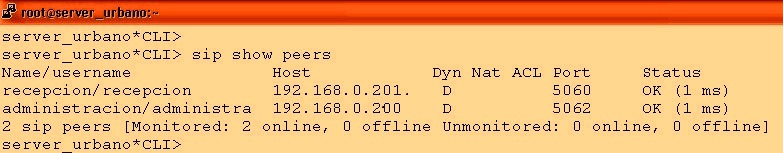 root@server_urbano:~
server_urbano*CLI>
server_urbano*CLI> sip show peers
Name/username Host Dyn Nat ACL Port Status
recepcion/recepcion 192.168.0.201. D 5060 OK (1 ms)
administracion/administra 192.168.0.200 D 5062 OK (1 ms)
2 sip peers [Monitored: 2 online, 0 offline Unmonitored: 0 online, 0 offline]
server_urbano*CLI>